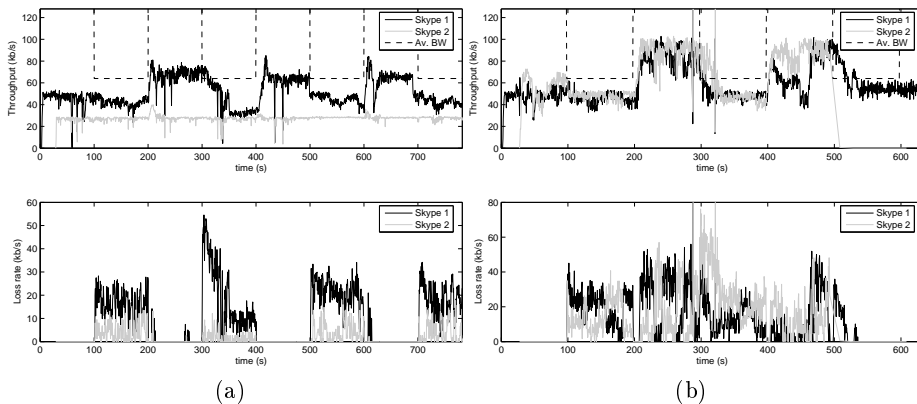 Throughput (kb/s)
120
100
80
60
40
20
0
Skype 1
Skype 2
Av. BW
0 100 200 300 400 500 600 700
time (s)
Loss rate (kb/s)
60
50
40
30
20
10
0
Skype 1
Skype 2
0 100 200 300 400 500 600 700
time (s)
(a)
Throughput (kb/s)
120
100
80
60
40
20
0
Skype 1
Skype 2
Av. BW
0 100 200 300 400 500 600
time (s)
Loss rate (kb/s)
80
60
40
20
0
Skype 1
Skype 2
0 100 200 300 400 500 600
time (s)
(b)